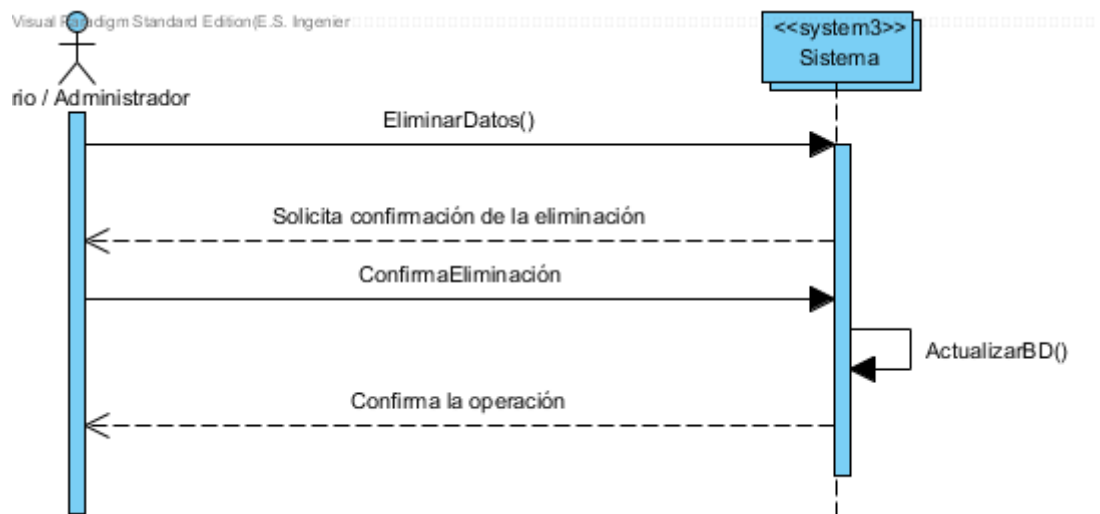 Visual Paradigm Standard Edition(E.S. Ingenier
<<system3>>
Sistema
rio / Administrador
EliminarDatos()
Solicita confirmación de la eliminación
ConfirmaEliminación
ActualizarBD()
Confirma la operación